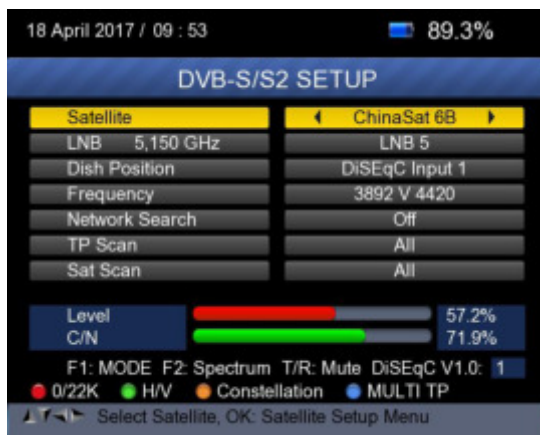 18 April 2017 / 09 : 53 89.3%
DVB-S/S2 SETUP
Satellite ChinaSat 6B
LNB 5,150 GHz LNB 5
Dish Position DiSEqC Input 1
Frequency 3892 V 4420
Network Search Off
TP Scan All
Sat Scan All
Level 57.2%
C/N 71.9%
F1: MODE F2: Spectrum T/R: Mute DiSEqC V1.0: 1
0/22K H/V Constellation MULTI TP
Select Satellite, OK: Satellite Setup Menu